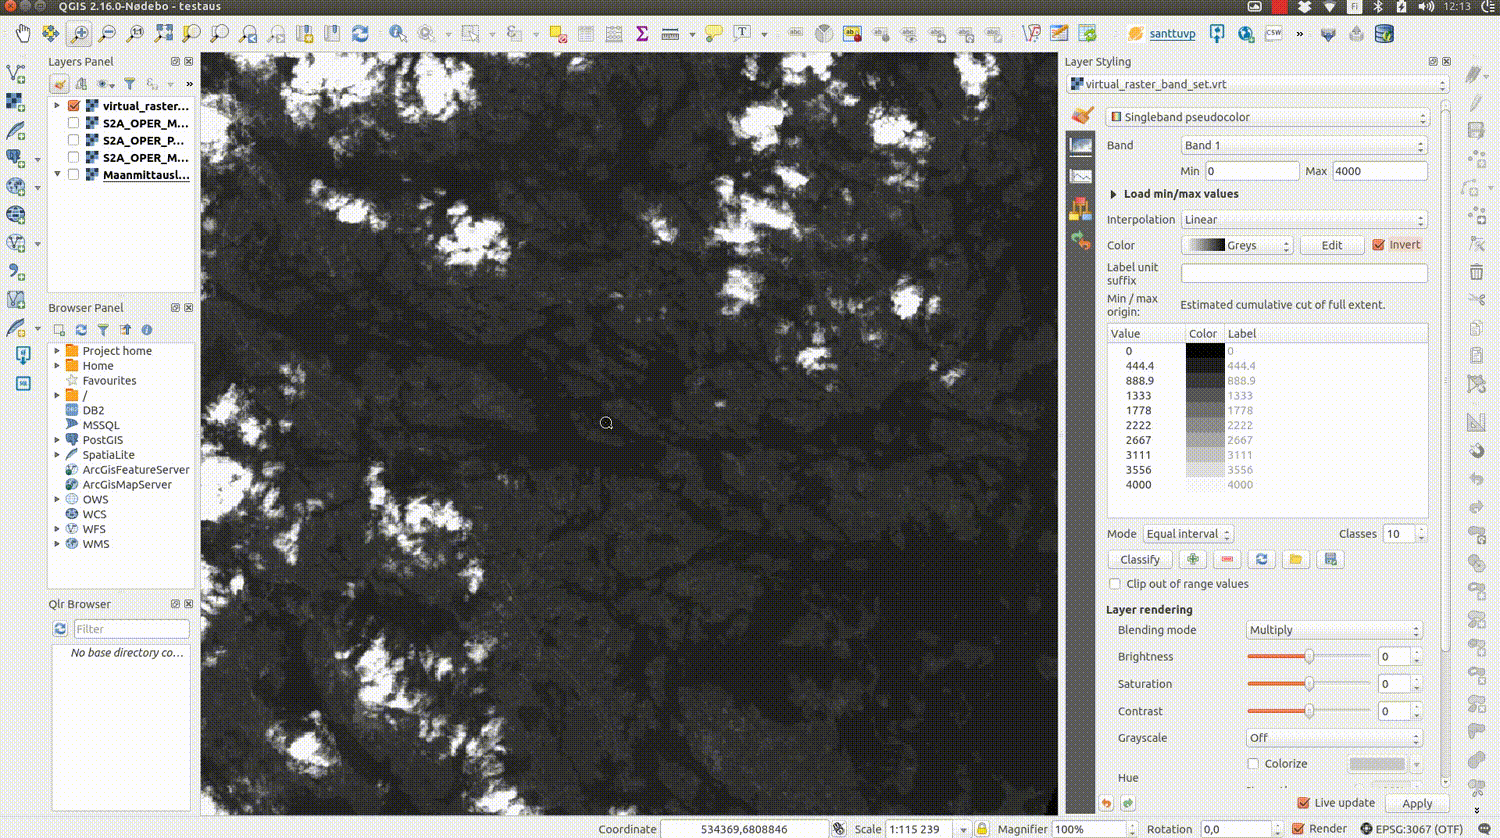 QGIS 2.16.0-Nødebo - testaus
Fi
12:13
santtuvp
CSW
Layers Panel
virtual_raster...
S2A_OPER_M...
S2A_OPER_P...
S2A_OPER_M...
Maanmittausl...
Browser Panel
Project home
Home
Favourites
/
DB2
MSSQL
PostGIS
SpatiaLite
ArcGisFeatureServer
ArcGisMapServer
OWS
WCS
WFS
WMS
Qlr Browser
Filter
No base directory co...
Layer Styling
virtual_raster_band_set.vrt
Singleband pseudocolor
Band Band 1
Min 0 Max 4000
Load min/max values
Interpolation Linear
Color Greys Edit Invert
Label unit
suffix
Min / max
origin: Estimated cumulative cut of full extent.
Value Color Label
0 0
444.4 444.4
888.9 888.9
1333 1333
1778 1778
2222 2222
2667 2667
3111 3111
3556 3556
4000 4000
Mode Equal interval Classes 10
Classify
Clip out of range values
Layer rendering
Blending mode Multiply
Brightness 0
Saturation 0
Contrast 0
Grayscale Off
Colorize
Hue
Live update Apply
Coordinate 534369,6808846 Scale 1:115 239 Magnifier 100% Rotation 0,0 Render EPSG:3067 (OTF)